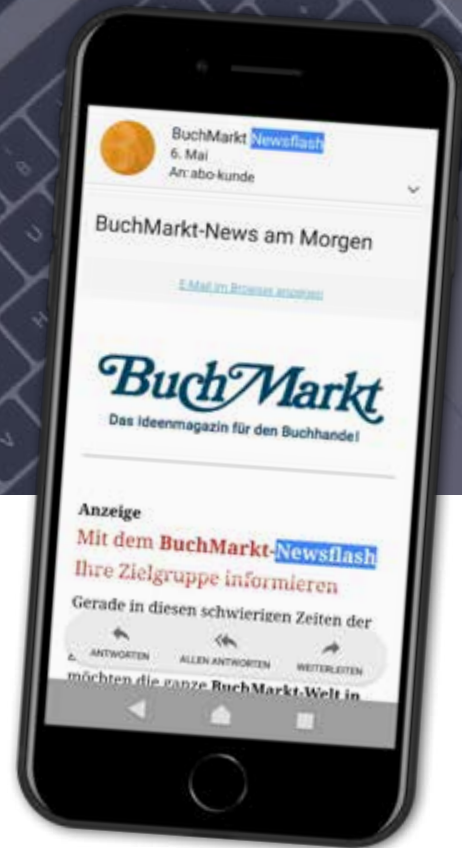 BuchMarkt Newsflash
6. Mai
An: abo-kunde
BuchMarkt-News am Morgen
E-Mail im Browser anzeigen
BuchMarkt
Das Ideenmagazin für den Buchhandel
Anzeige
Mit dem BuchMarkt-Newsflash
Ihre Zielgruppe informieren
Gerade in diesen schwierigen Zeiten der
ANTWORTEN
ALLEN ANTWORTEN
WEITERLEITEN
möchten die ganze BuchMarkt-Welt in